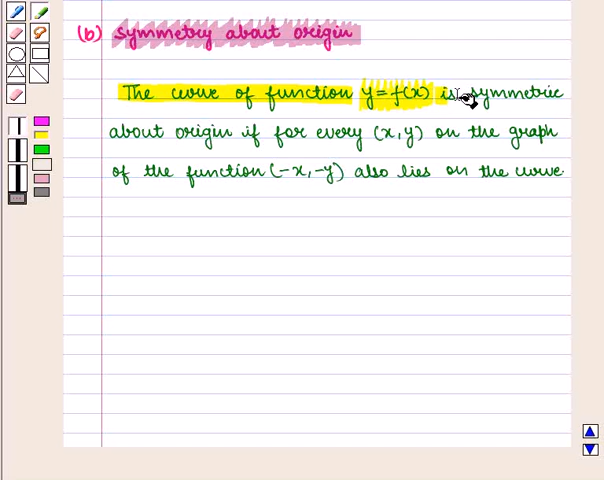 (b) Symmetry about origin
The curve of function y=f(x) is symmetric
about origin if for every (x,y) on the graph
of the function (-x,-y) also lies on the curve.